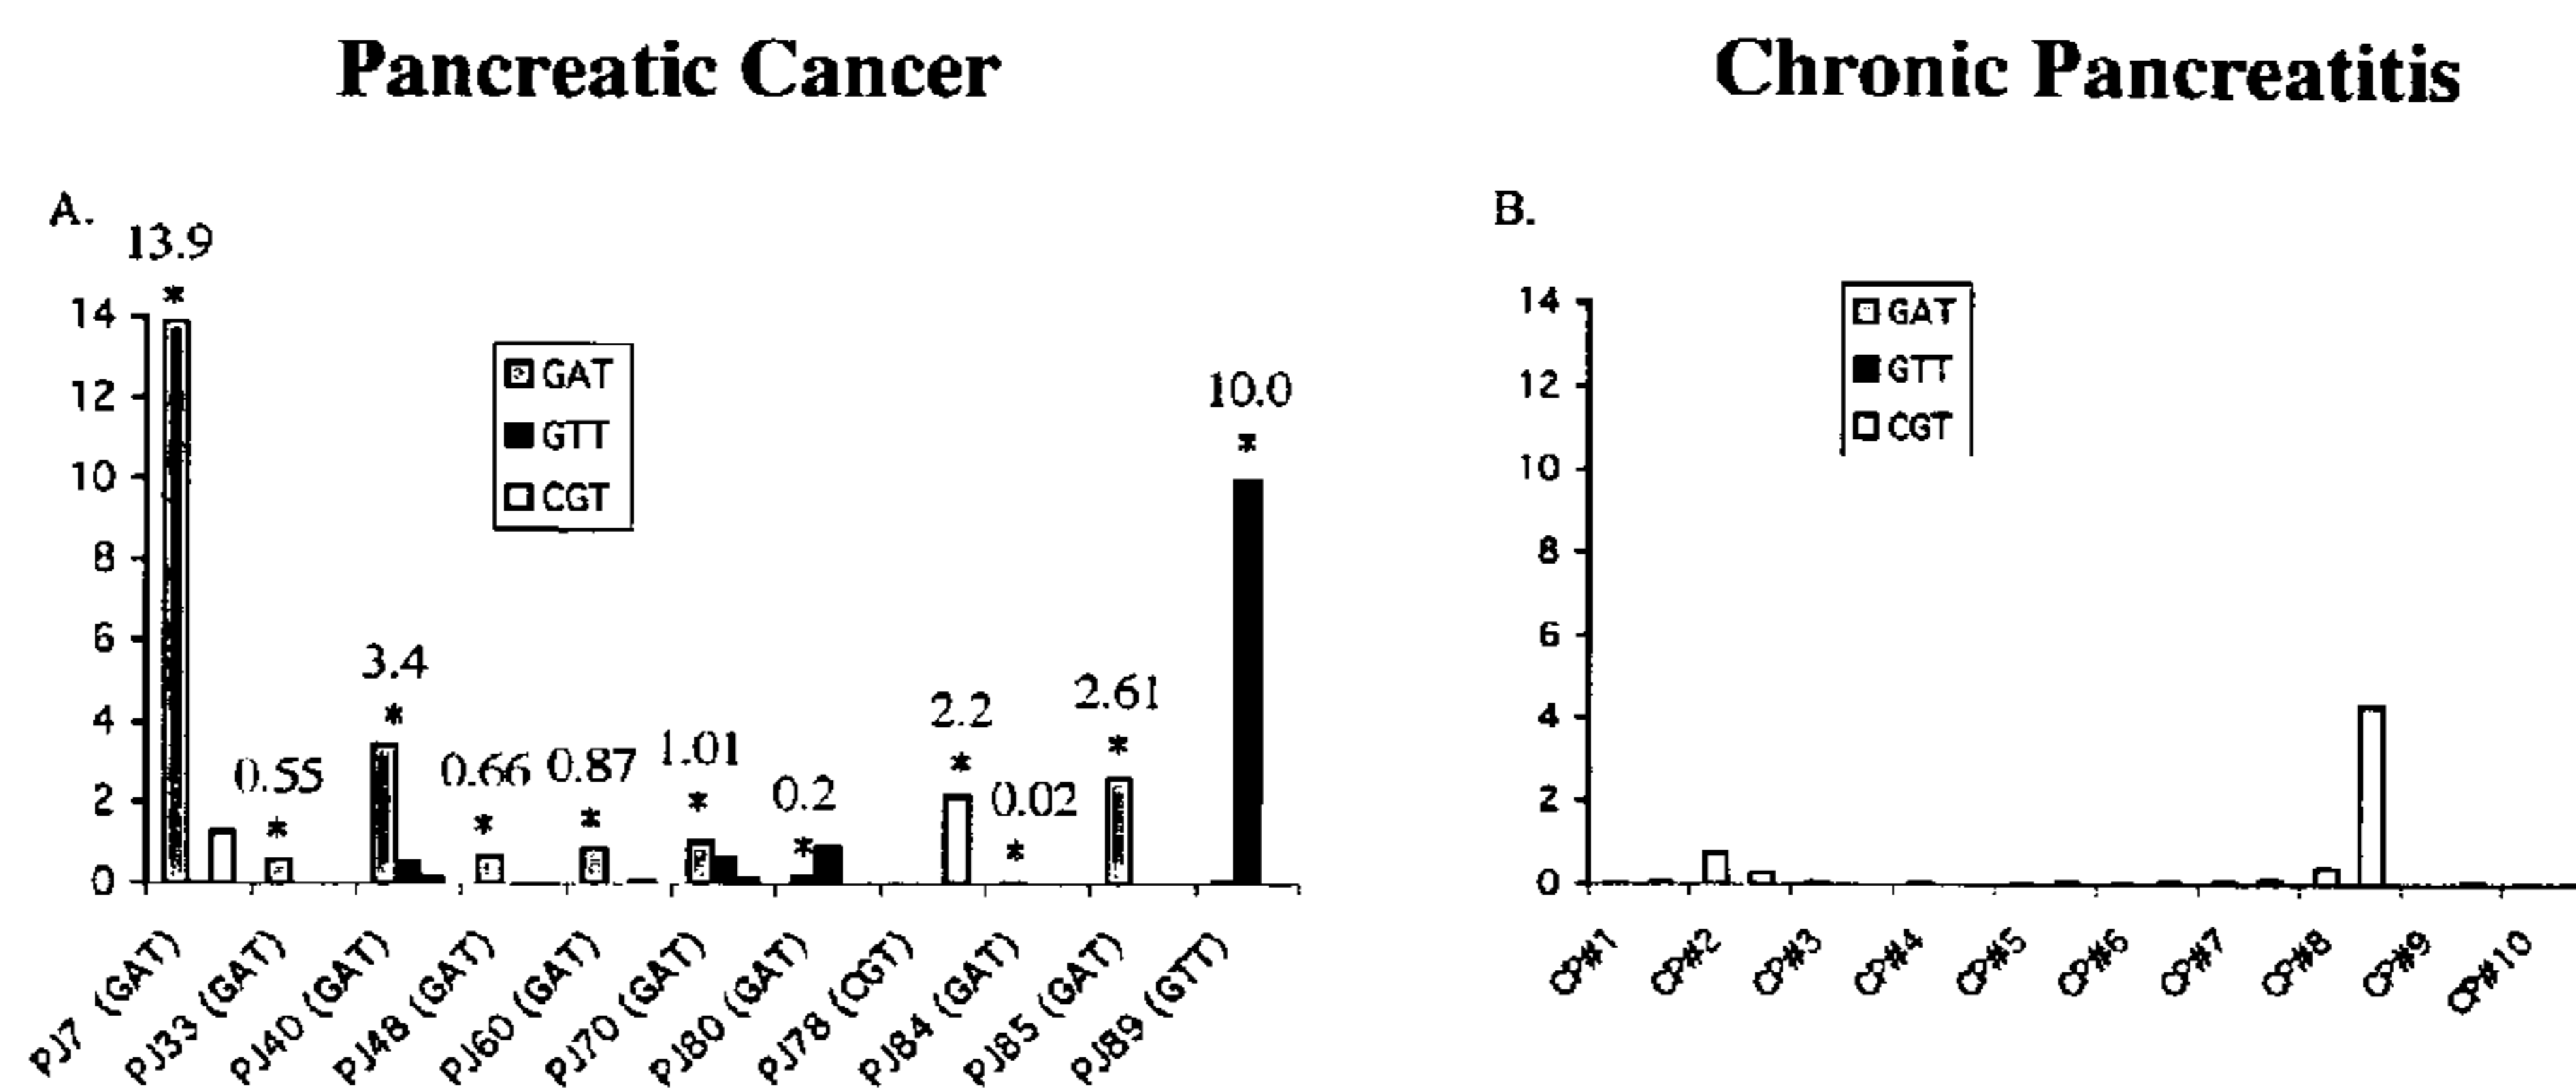 Pancreatic Cancer
Chronic Pancreatitis
A.
13.9
*
14
12
10
8
6
4
2
0
GAT
GTT
CGT
0.55
*
3.4
*
0.66
*
0.87
*
1.01
*
0.2
*
2.2
*
0.02
*
2.61
*
10.0
*
PJ7 (GAT)
PJ33 (GAT)
PJ40 (GAT)
PJ48 (GAT)
PJ60 (GAT)
PJ70 (GAT)
PJ80 (GAT)
PJ78 (CGT)
PJ84 (GAT)
PJ85 (GAT)
PJ89 (GTT)
B.
14
12
10
8
6
4
2
0
GAT
GTT
CGT
CP#1
CP#2
CP#3
CP#4
CP#5
CP#6
CP#7
CP#8
CP#9
CP#10